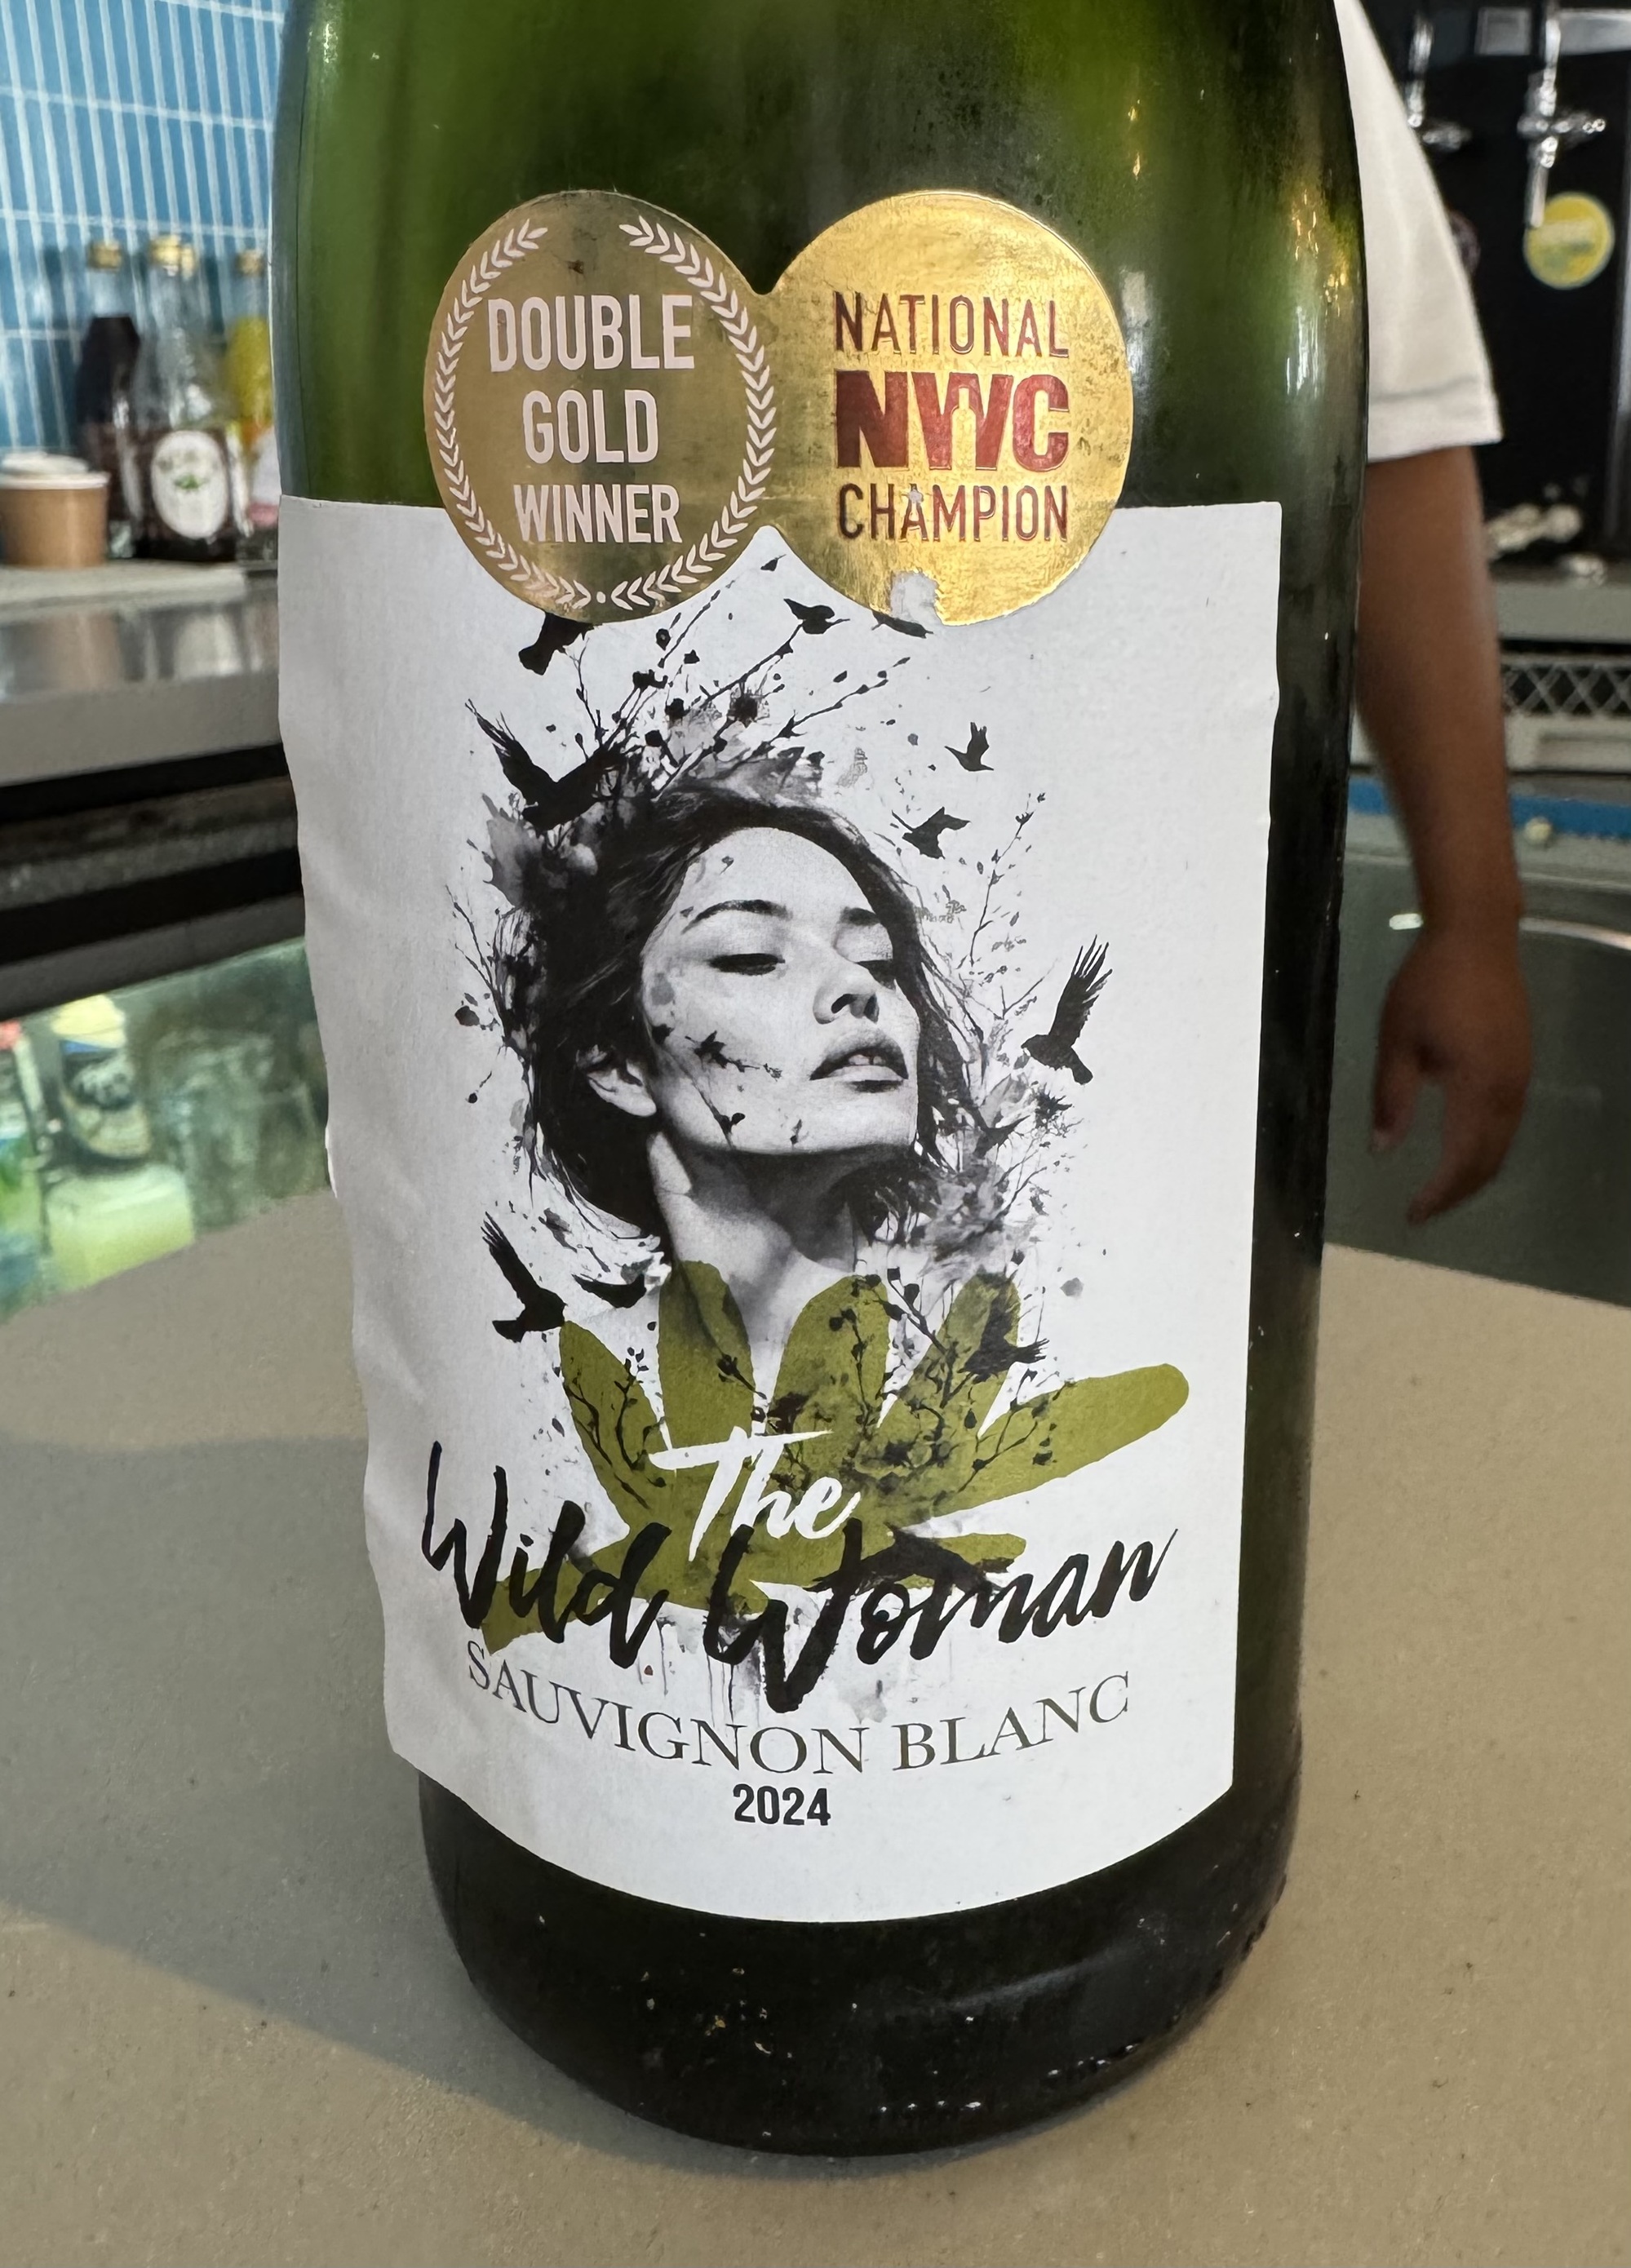 DOUBLE
GOLD
WINNER
NATIONAL
NWC
CHAMPION
The
Wild Woman
SAUVIGNON BLANC
2024